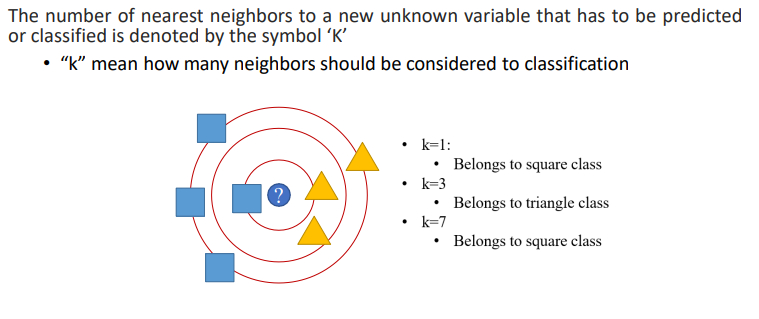 The number of nearest neighbors to a new unknown variable that has to be predicted
or classified is denoted by the symbol ‘K’
• “k” mean how many neighbors should be considered to classification
?
• k=1:
• Belongs to square class
• k=3
• Belongs to triangle class
• k=7
• Belongs to square class